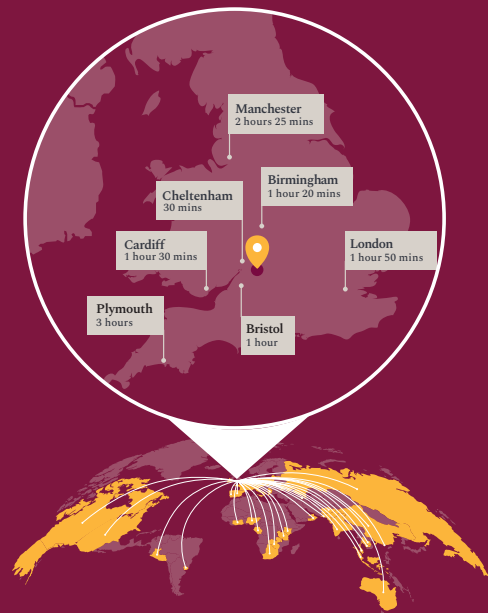 Manchester
2 hours 25 mins
Birmingham
1 hour 20 mins
Cheltenham
30 mins
Cardiff
1 hour 30 mins
London
1 hour 50 mins
Plymouth
3 hours
Bristol
1 hour